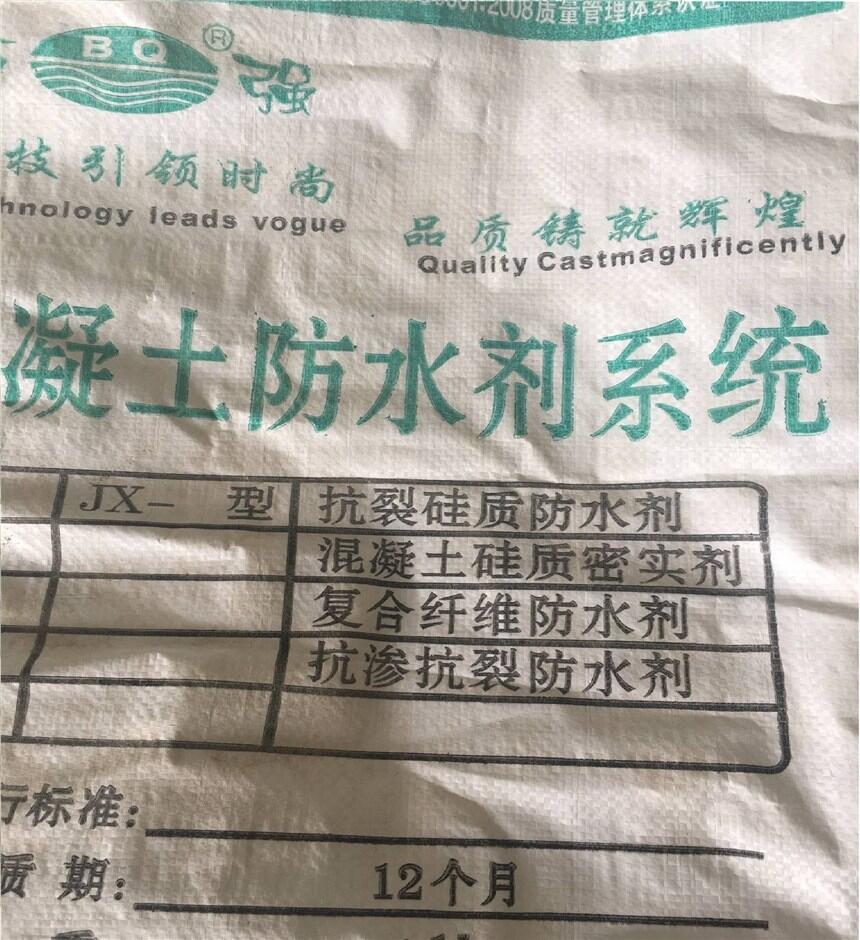 001:2008质量管理体系认证
BQ® 强
技引领时尚
hnology leads vogue
品质铸就辉煌
Quality Castmagnificently
凝土防水剂系统
JX- 型 抗裂硅质防水剂
混凝土硅质密实剂
复合纤维防水剂
抗渗抗裂防水剂
行标准:
质期: 12个月